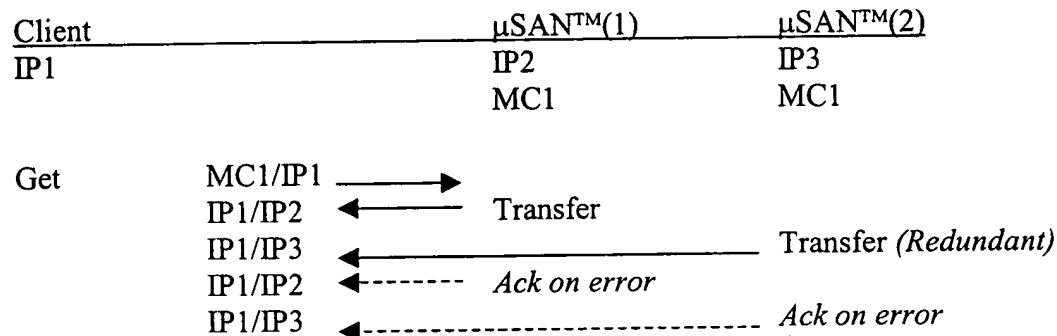 Client µSAN™(1) µSAN™(2)
IP1 IP2 IP3
MC1 MC1
Get MC1/IP1
IP1/IP2 Transfer
IP1/IP3 Transfer (Redundant)
IP1/IP2 Ack on error
IP1/IP3 Ack on error